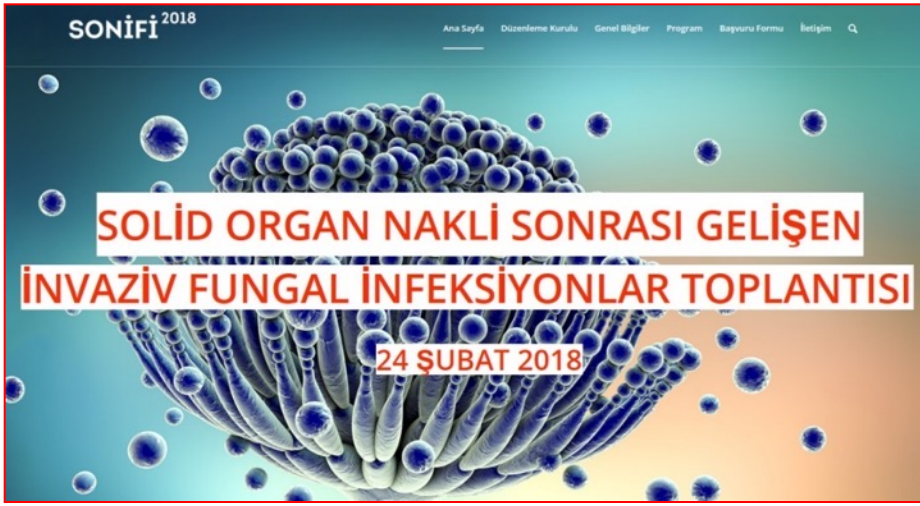 SONİFİ 2018
Ana Sayfa Düzenleme Kurulu Genel Bilgiler Program Başvuru Formu İletişim
SOLİD ORGAN NAKLİ SONRASI GELİŞEN
İNVAZİV FUNGAL İNFEKSİYONLAR TOPLANTISI
24 ŞUBAT 2018